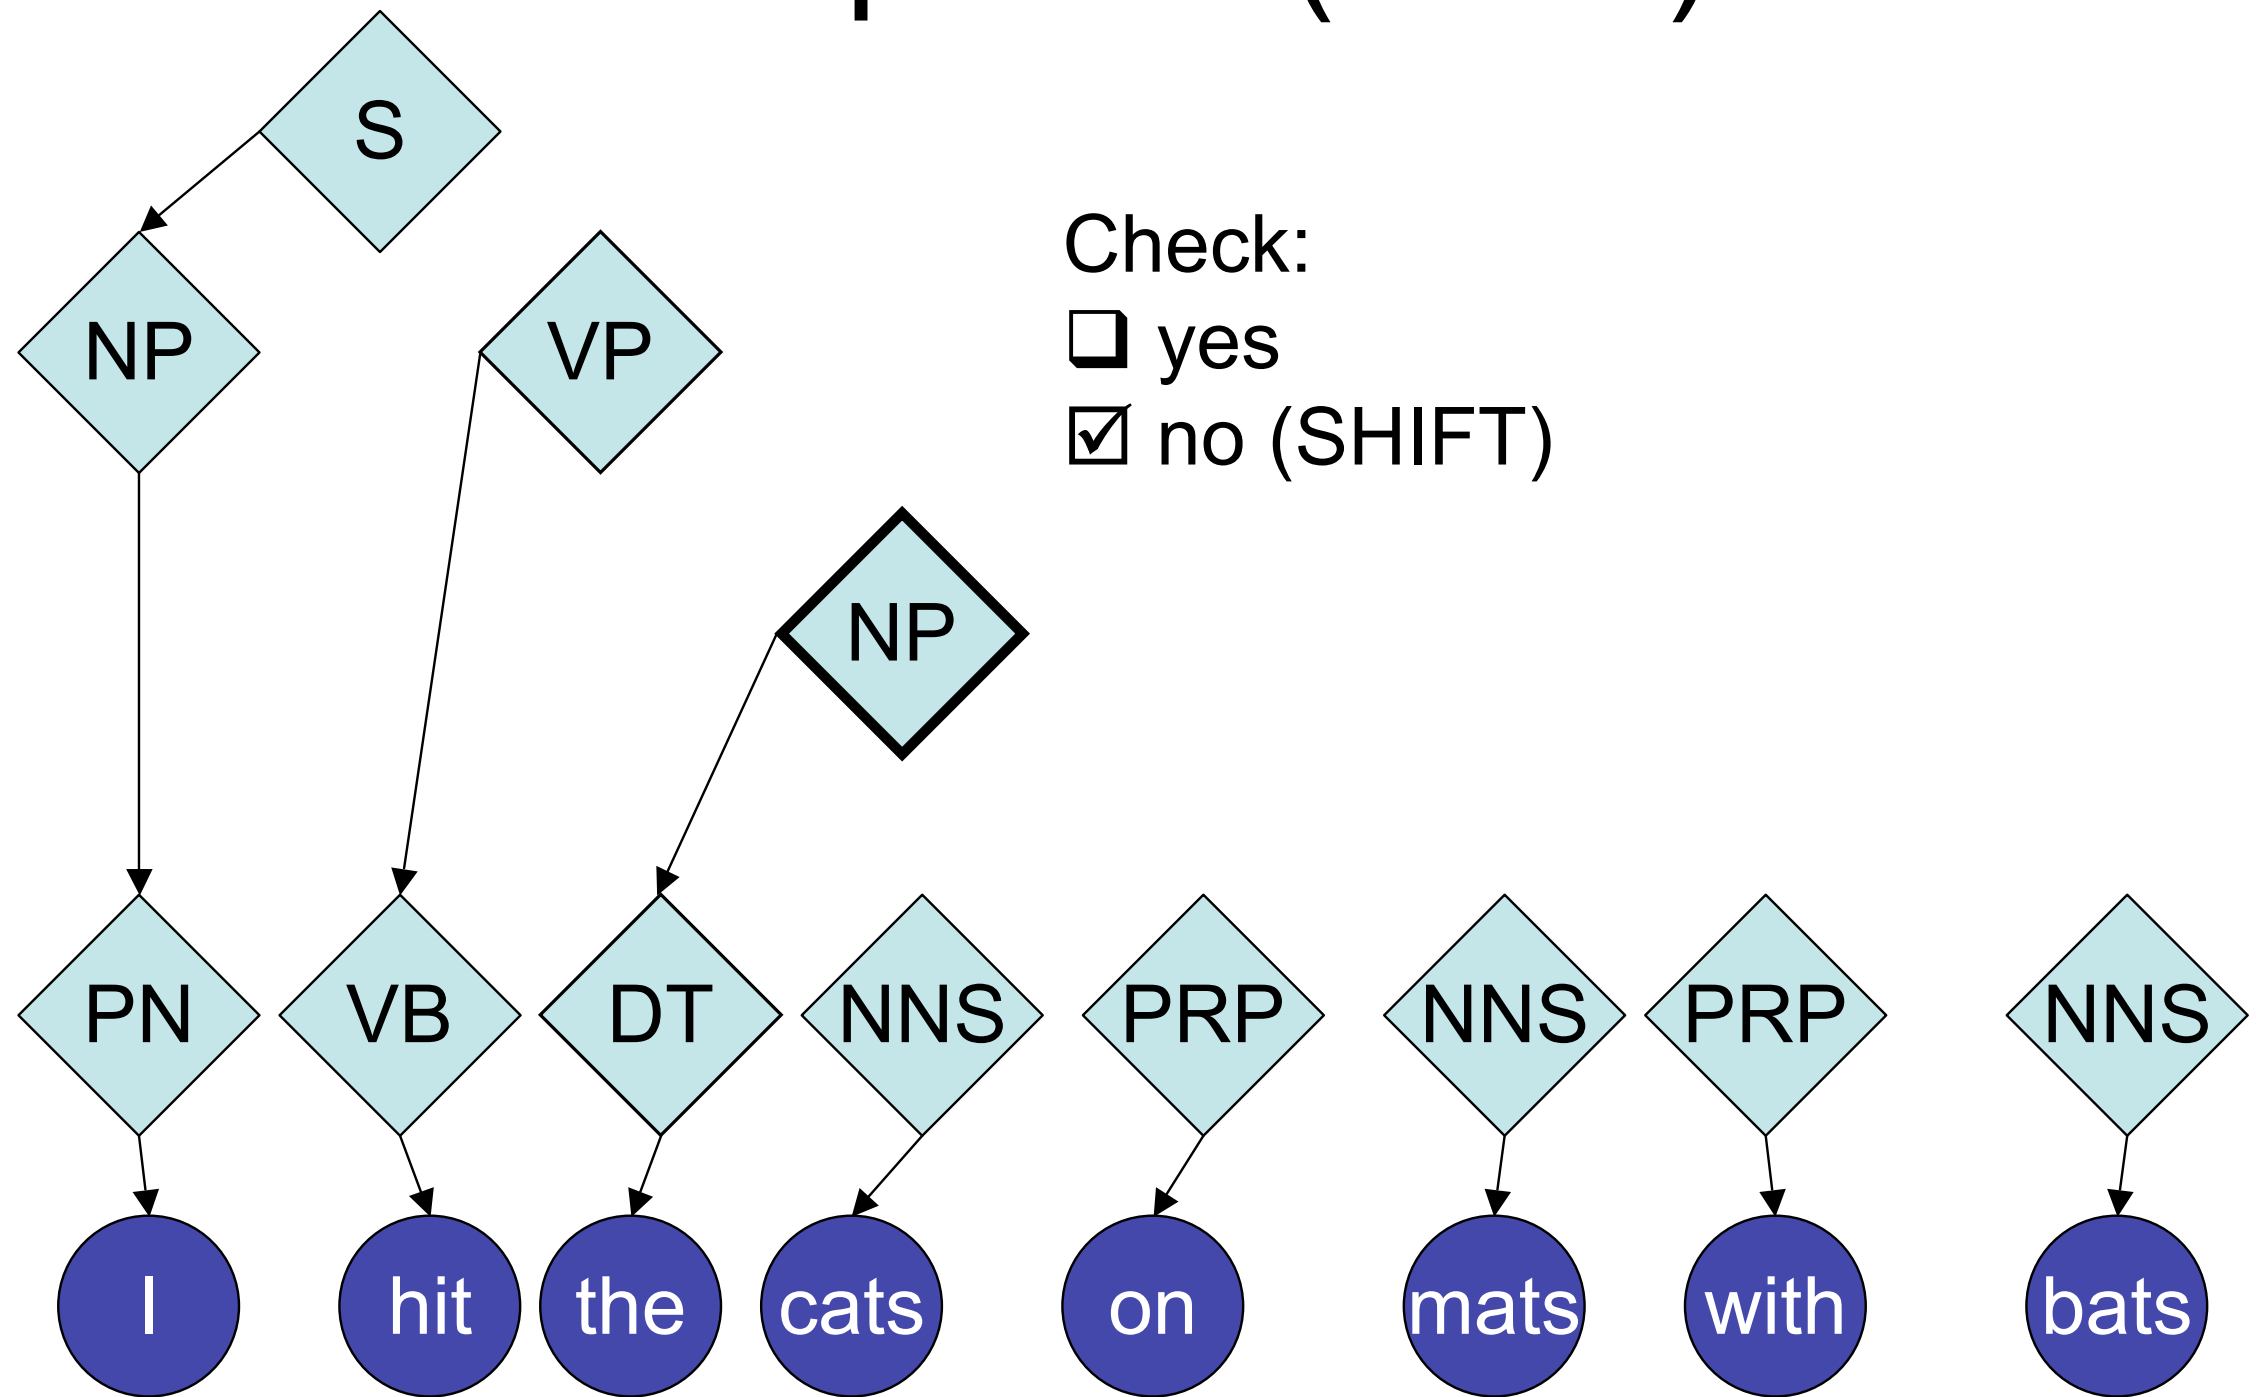 S
NP
VP
Check:
❑ yes
☑ no (SHIFT)
NP
PN VB DT NNS PRP NNS PRP NNS
I hit the cats on mats with bats